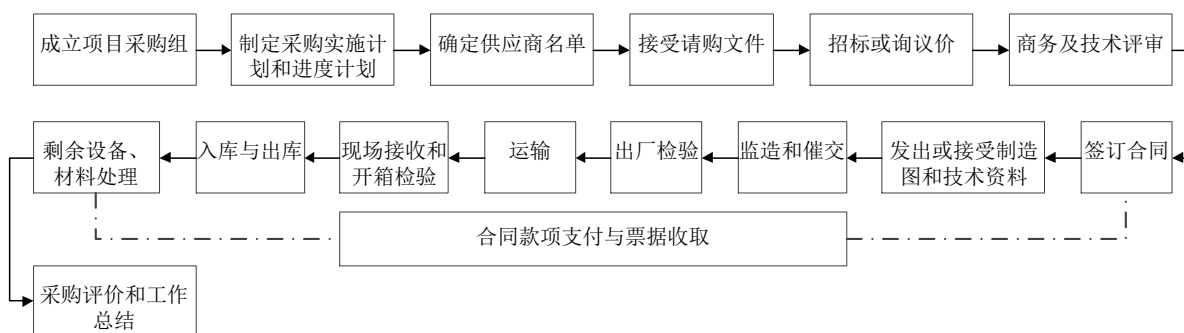 成立项目采购组
制定采购实施计
划和进度计划
确定供应商名单
接受请购文件
招标或询议价
商务及技术评审
签订合同
发出或接受制造
图和技术资料
监造和催交
出厂检验
运输
现场接收和
开箱检验
入库与出库
剩余设备、
材料处理
合同款项支付与票据收取
采购评价和工作
总结